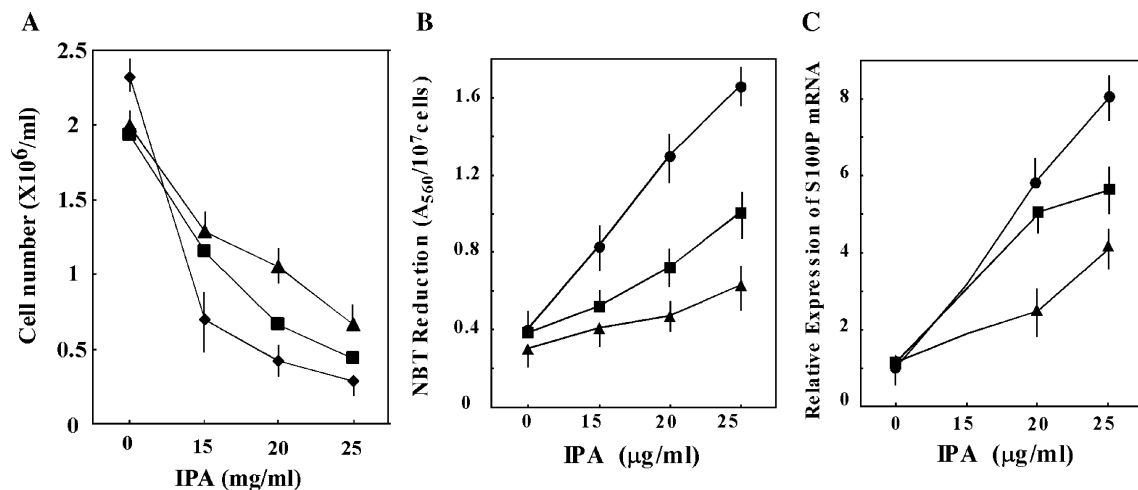 A
Cell number (X10⁶/ml)
2.5
2
1.5
1
0.5
0
0 15 20 25
IPA (mg/ml)
B
NBT Reduction (A₅₆₀/10⁷cells)
1.6
1.2
0.8
0.4
0
0 15 20 25
IPA (µg/ml)
C
Relative Expression of S100P mRNA
8
6
4
2
0
0 15 20 25
IPA (µg/ml)